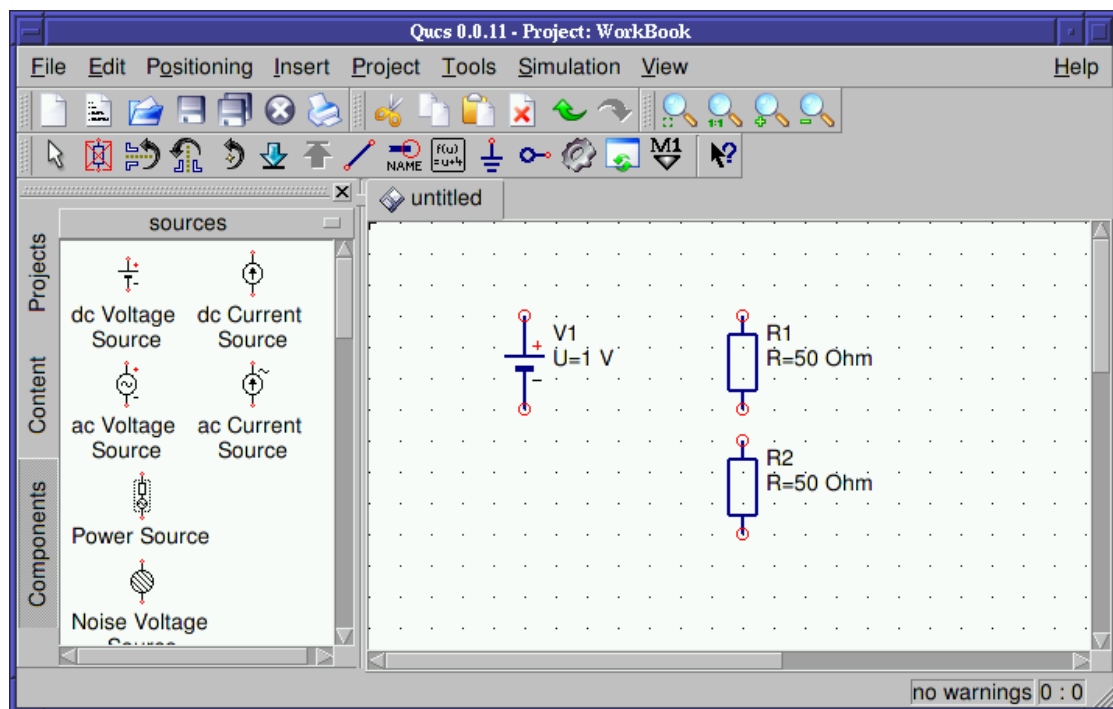 Qucs 0.0.11 - Project: WorkBook
File Edit Positioning Insert Project Tools Simulation View Help
1:1
NAME
f(ω)
=u+4
M1
untitled
Projects
Content
Components
sources
dc Voltage
Source
dc Current
Source
ac Voltage
Source
ac Current
Source
Power Source
Noise Voltage
V1
U=1 V
R1
R=50 Ohm
R2
R=50 Ohm
no warnings 0 : 0